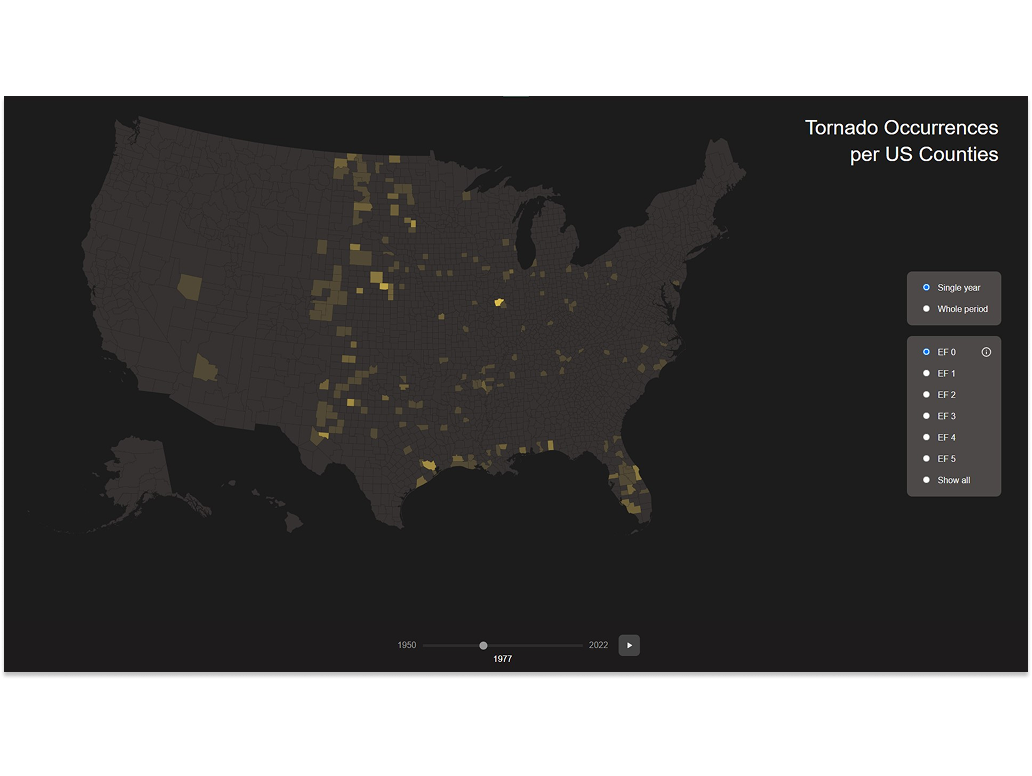 Tornado Occurrences
per US Counties
Single year
Whole period
EF 0
EF 1
EF 2
EF 3
EF 4
EF 5
Show all
1950
2022
1977